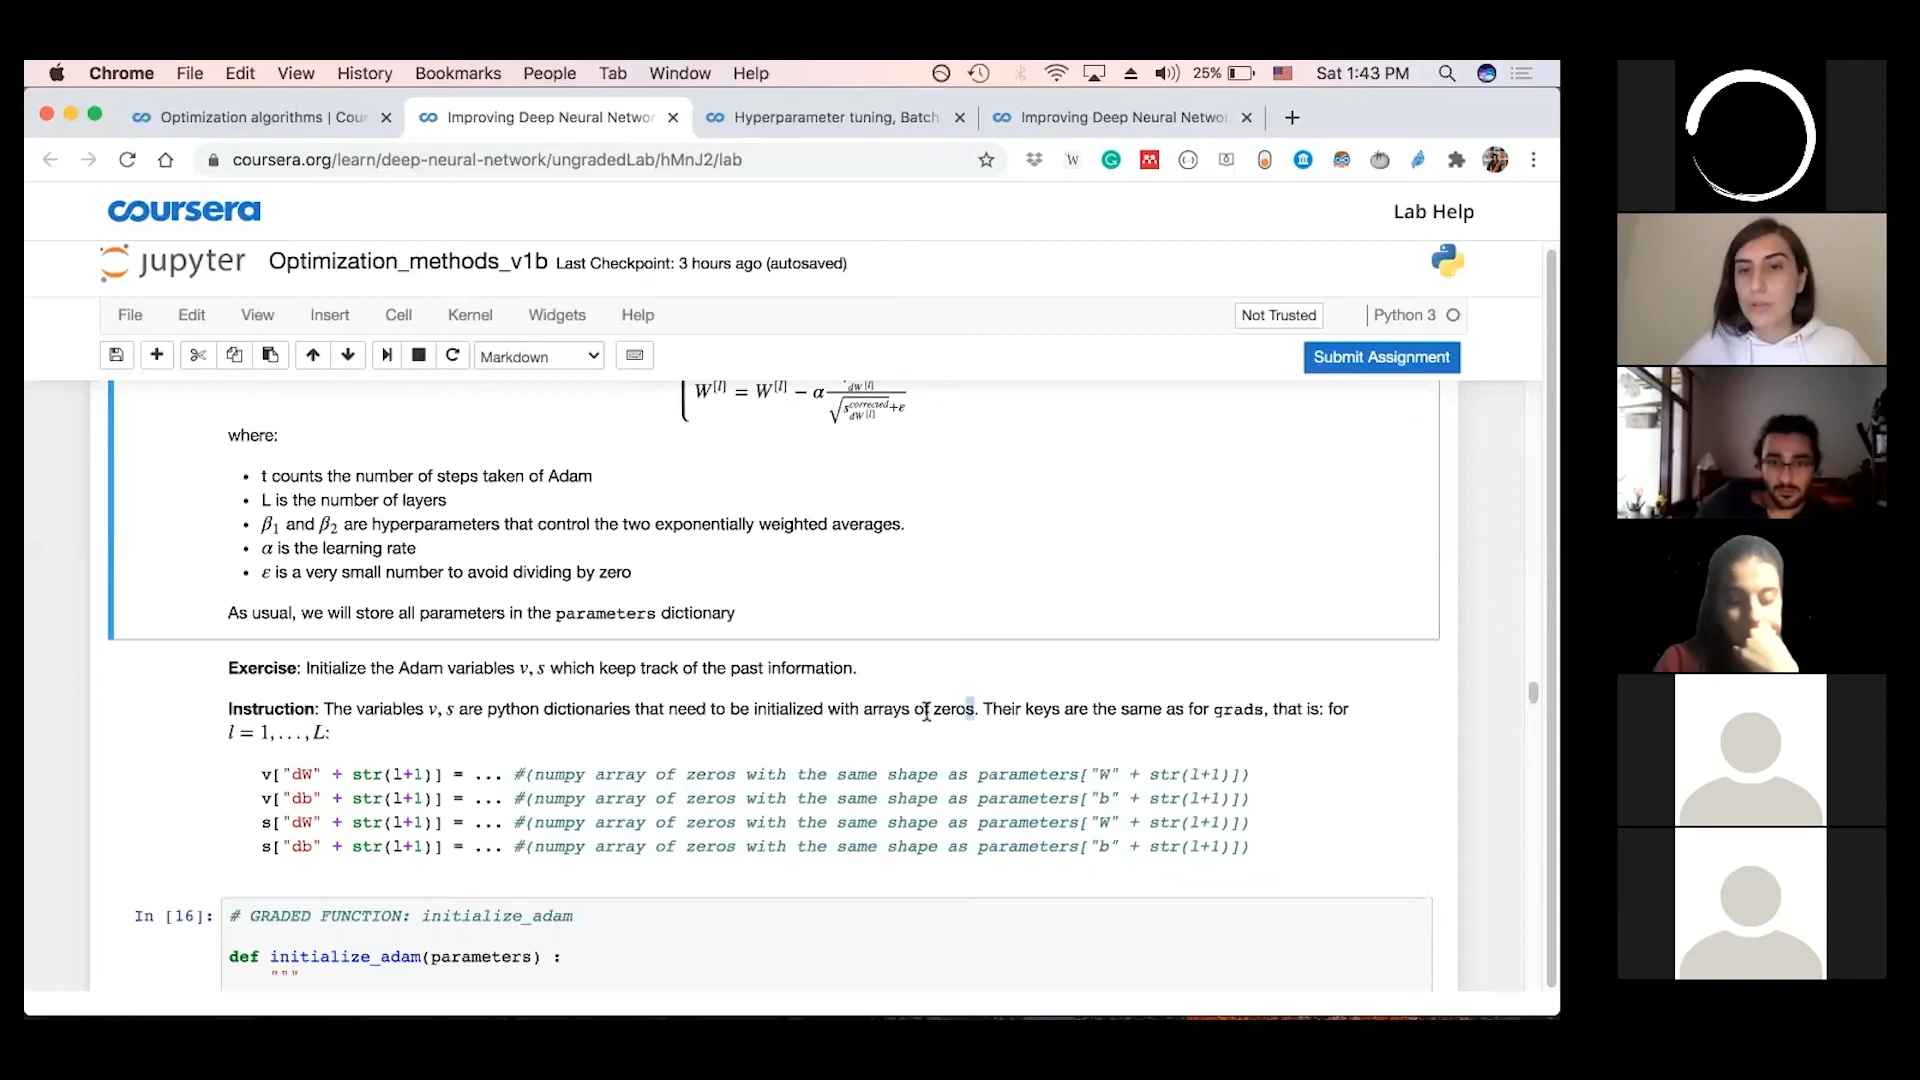 Chrome File Edit View History Bookmarks People Tab Window Help 25% Sat 1:43 PM
Optimization algorithms | Cour Improving Deep Neural Networ Hyperparameter tuning, Batch Improving Deep Neural Networ
coursera.org/learn/deep-neural-network/ungradedLab/hMnJ2/lab
coursera Lab Help
jupyter Optimization_methods_v1b Last Checkpoint: 3 hours ago (autosaved)
File Edit View Insert Cell Kernel Widgets Help Not Trusted Python 3
Markdown Submit Assignment
W^[l] = W^[l] − α dW^[l] / √(s^corrected_dW^[l] + ε)
where:
• t counts the number of steps taken of Adam
• L is the number of layers
• β₁ and β₂ are hyperparameters that control the two exponentially weighted averages.
• α is the learning rate
• ε is a very small number to avoid dividing by zero
As usual, we will store all parameters in the parameters dictionary
Exercise: Initialize the Adam variables v, s which keep track of the past information.
Instruction: The variables v, s are python dictionaries that need to be initialized with arrays of zeros. Their keys are the same as for grads, that is: for
l = 1, . . . , L:
v["dW" + str(l+1)] = ... #(numpy array of zeros with the same shape as parameters["W" + str(l+1)])
v["db" + str(l+1)] = ... #(numpy array of zeros with the same shape as parameters["b" + str(l+1)])
s["dW" + str(l+1)] = ... #(numpy array of zeros with the same shape as parameters["W" + str(l+1)])
s["db" + str(l+1)] = ... #(numpy array of zeros with the same shape as parameters["b" + str(l+1)])
In [16]: # GRADED FUNCTION: initialize_adam
def initialize_adam(parameters) :
"""